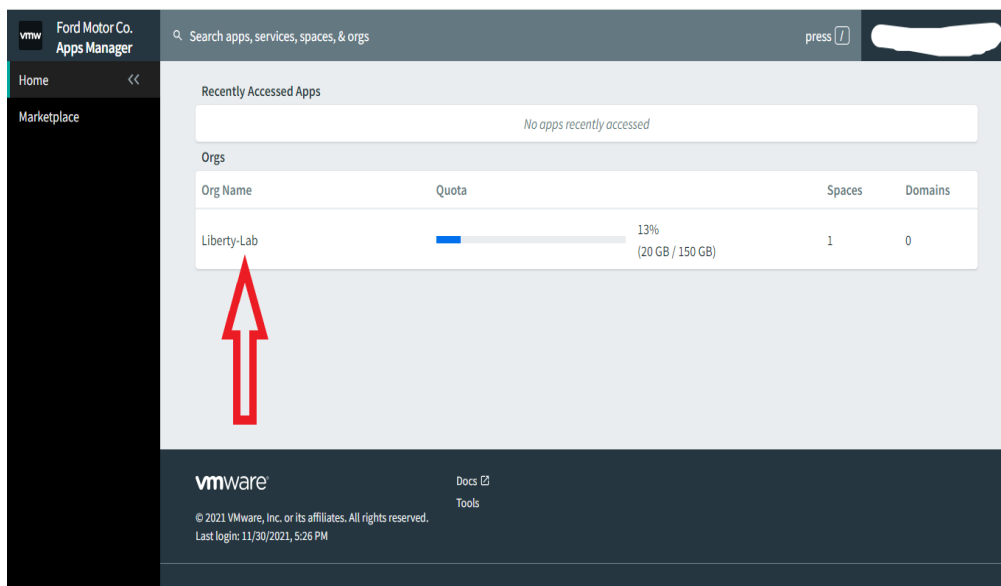 vmw
Ford Motor Co.
Apps Manager
Search apps, services, spaces, & orgs
press /
Home <<
Marketplace
Recently Accessed Apps
No apps recently accessed
Orgs
Org Name Quota Spaces Domains
Liberty-Lab 13% 1 0
(20 GB / 150 GB)
vmware®
Docs
Tools
© 2021 VMware, Inc. or its affiliates. All rights reserved.
Last login: 11/30/2021, 5:26 PM